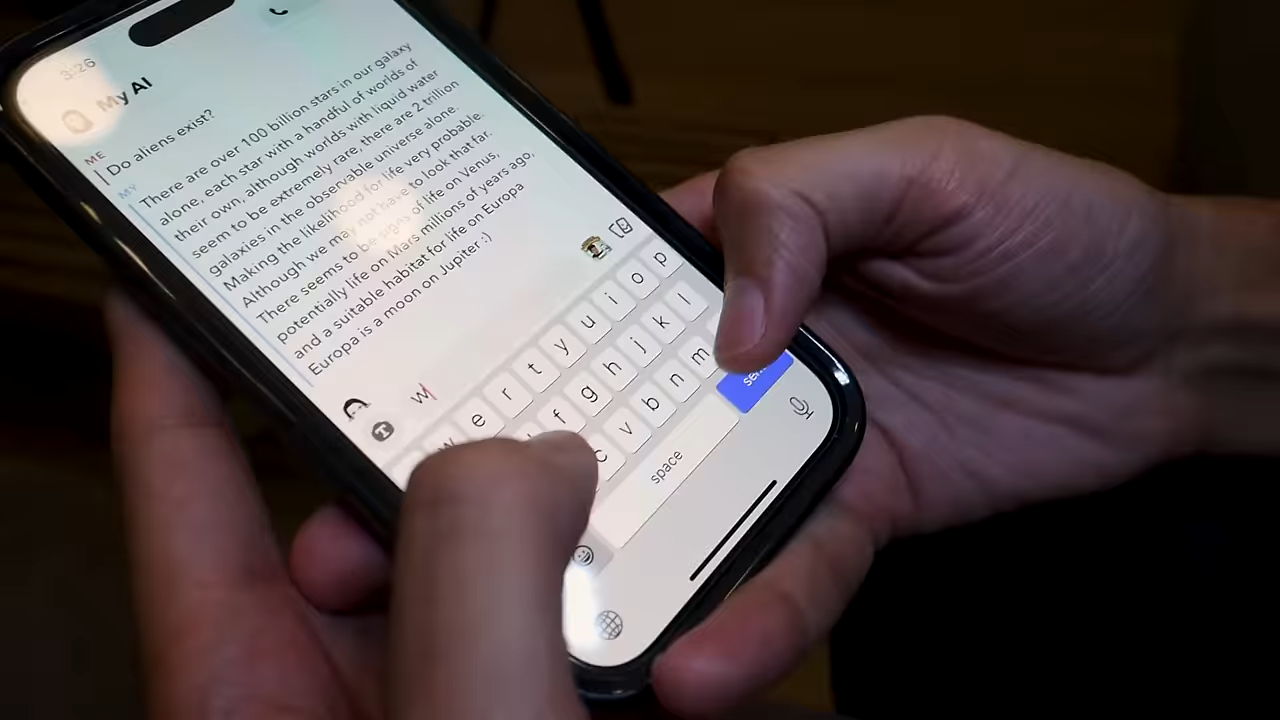 3:26
My AI
ME
Do aliens exist?
MY
There are over 100 billion stars in our galaxy
alone, each star with a handful of worlds of
their own, although worlds with liquid water
seem to be extremely rare, there are 2 trillion
galaxies in the observable universe alone.
Making the likelihood for life very probable.
Although we may not have to look that far.
There seems to be signs of life on Venus,
potentially life on Mars millions of years ago,
and a suitable habitat for life on Europa
Europa is a moon on Jupiter :)
W
T
w e r t y u i o p
f g h j k l
c v b n m
space